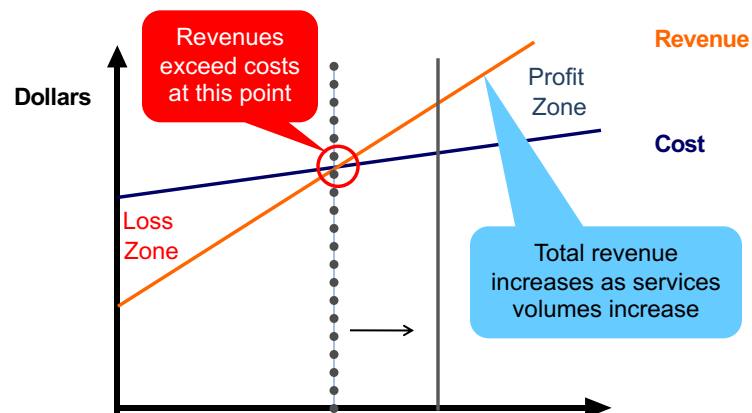 Revenues
exceed costs
at this point
Revenue
Dollars
Profit
Zone
Cost
Loss
Zone
Total revenue
increases as services
volumes increase